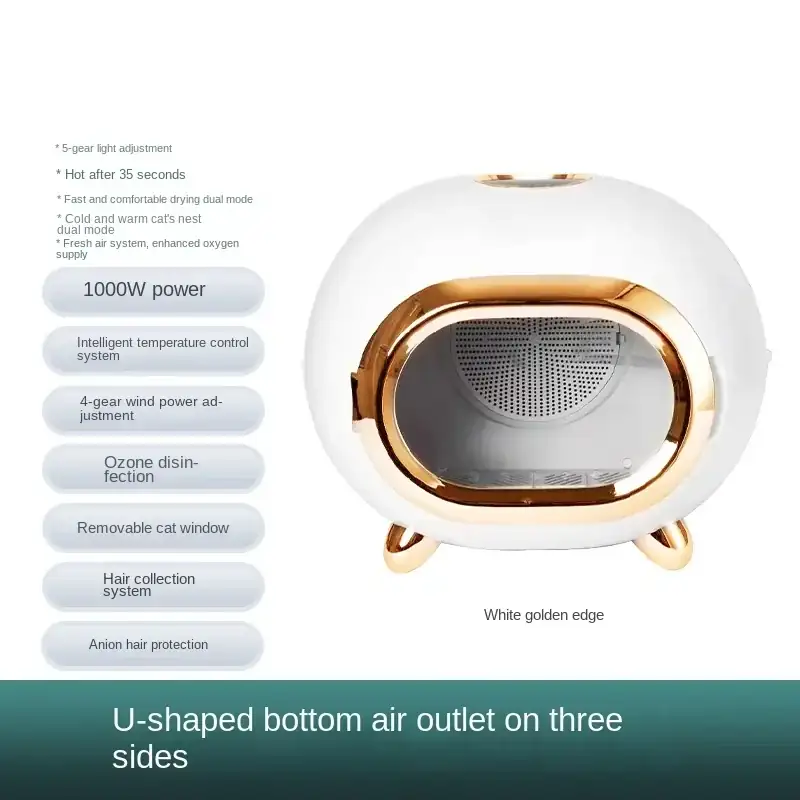 * 5-gear light adjustment
* Hot after 35 seconds
* Fast and comfortable drying dual mode
* Cold and warm cat's nest
dual mode
* Fresh air system, enhanced oxygen
supply
1000W power
Intelligent temperature control
system
4-gear wind power ad-
justment
Ozone disin-
fection
Removable cat window
Hair collection
system
Anion hair protection
White golden edge
U-shaped bottom air outlet on three
sides